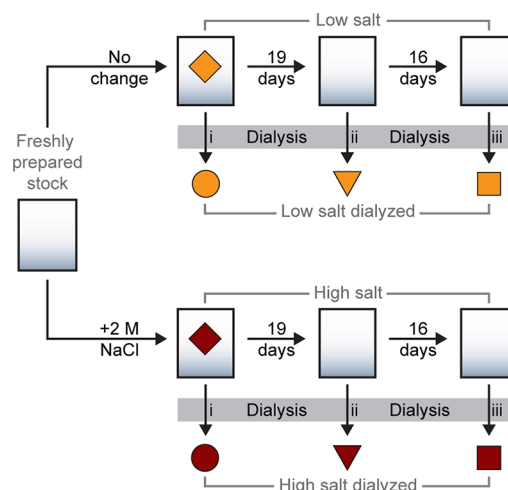 Low salt
No
change
19
days
16
days
i Dialysis ii Dialysis iii
Freshly
prepared
stock
Low salt dialyzed
High salt
+2 M
NaCl
19
days
16
days
i Dialysis ii Dialysis iii
High salt dialyzed